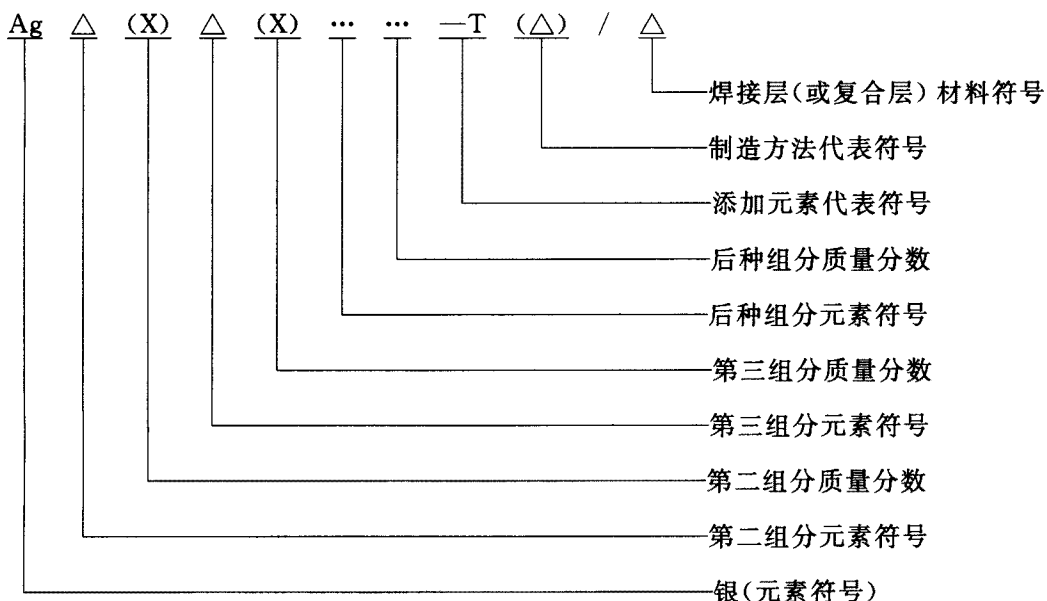 Ag △ (X) △ (X) … … —T (△) / △
焊接层(或复合层)材料符号
制造方法代表符号
添加元素代表符号
后种组分质量分数
后种组分元素符号
第三组分质量分数
第三组分元素符号
第二组分质量分数
第二组分元素符号
银(元素符号)